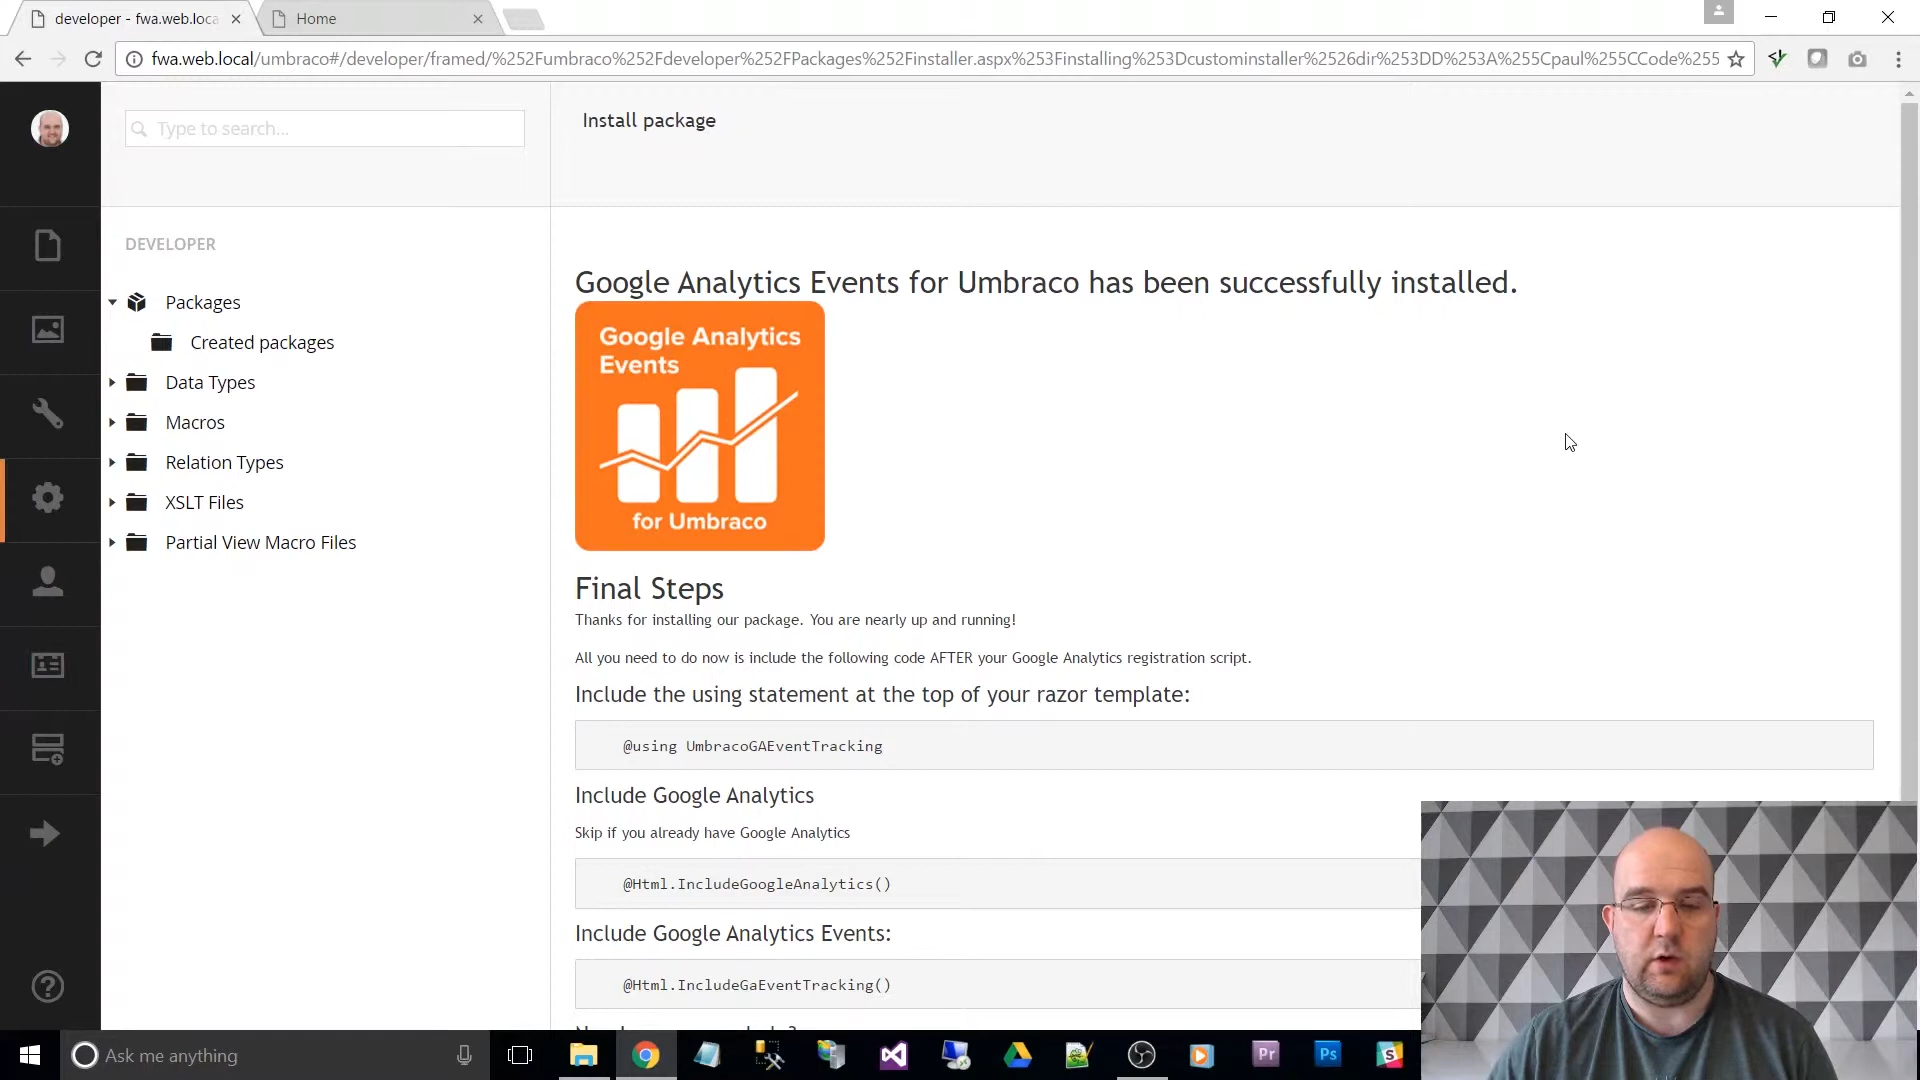 developer - fwa.web.loca
Home
fwa.web.local/umbraco#/developer/framed/%252Fumbraco%252Fdeveloper%252FPackages%252Finstaller.aspx%253Finstalling%253Dcustominstaller%2526dir%253DD%253A%255Cpaul%255CCode%255
Type to search...
Install package
DEVELOPER
Packages
Created packages
Data Types
Macros
Relation Types
XSLT Files
Partial View Macro Files
Google Analytics Events for Umbraco has been successfully installed.
Google Analytics
Events
for Umbraco
Final Steps
Thanks for installing our package. You are nearly up and running!
All you need to do now is include the following code AFTER your Google Analytics registration script.
Include the using statement at the top of your razor template:
@using UmbracoGAEventTracking
Include Google Analytics
Skip if you already have Google Analytics
@Html.IncludeGoogleAnalytics()
Include Google Analytics Events:
@Html.IncludeGaEventTracking()
Ask me anything
Pr
Ps